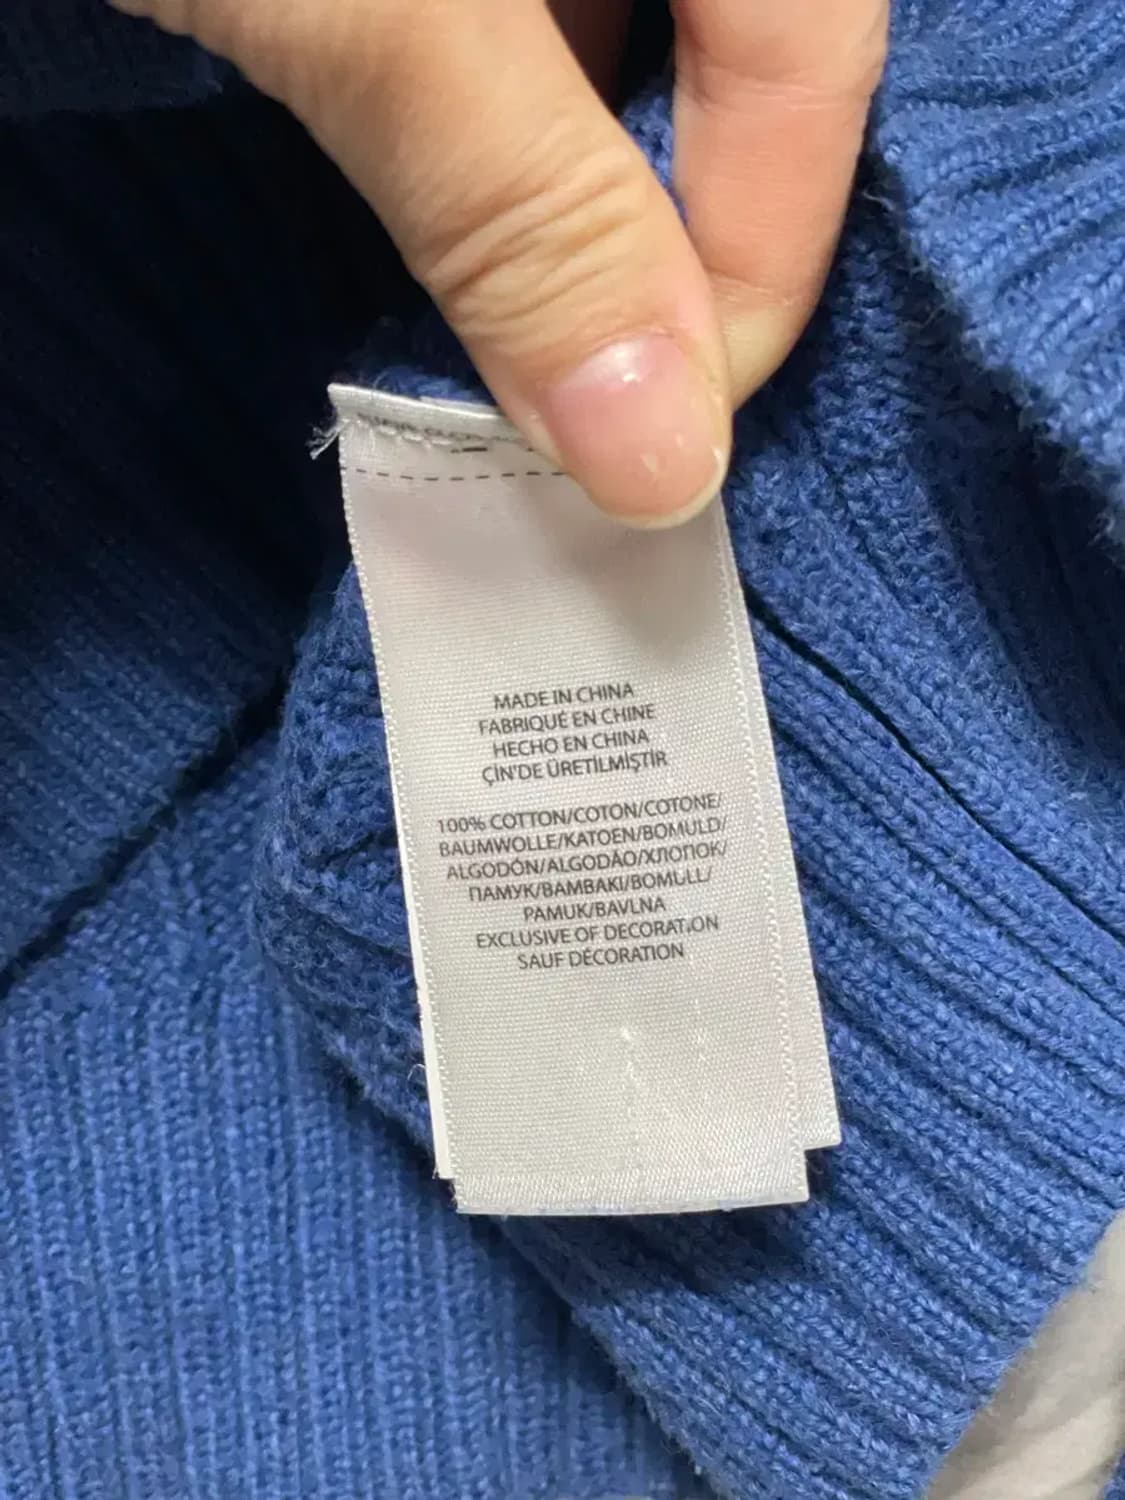 MADE IN CHINA
FABRIQUÉ EN CHINE
HECHO EN CHINA
ÇİN'DE ÜRETİLMİŞTİR
100% COTTON/COTON/COTONE/
BAUMWOLLE/KATOEN/BOMULD/
ALGODÓN/ALGODÃO/ХЛОПОК/
ПАМУК/BAMBAKI/BOMULL/
PAMUK/BAVLNA
EXCLUSIVE OF DECORATION
SAUF DÉCORATION